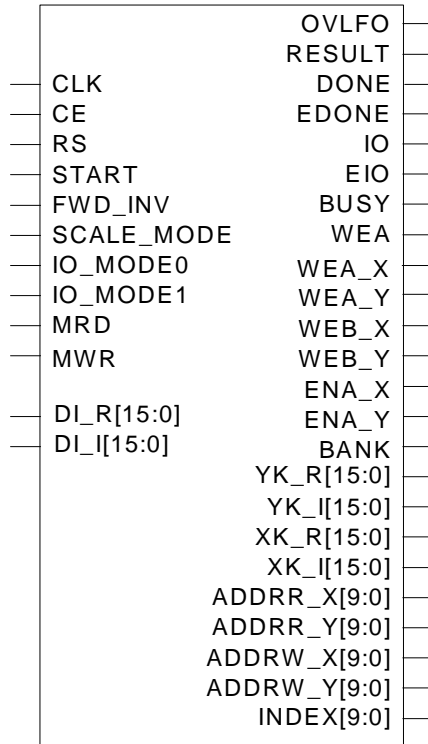 OVLFO
RESULT
CLK DONE
CE EDONE
RS IO
START EIO
FWD_INV BUSY
SCALE_MODE WEA
IO_MODE0 WEA_X
IO_MODE1 WEA_Y
MRD WEB_X
MWR WEB_Y
ENA_X
DI_R[15:0] ENA_Y
DI_I[15:0] BANK
YK_R[15:0]
YK_I[15:0]
XK_R[15:0]
XK_I[15:0]
ADDRR_X[9:0]
ADDRR_Y[9:0]
ADDRW_X[9:0]
ADDRW_Y[9:0]
INDEX[9:0]